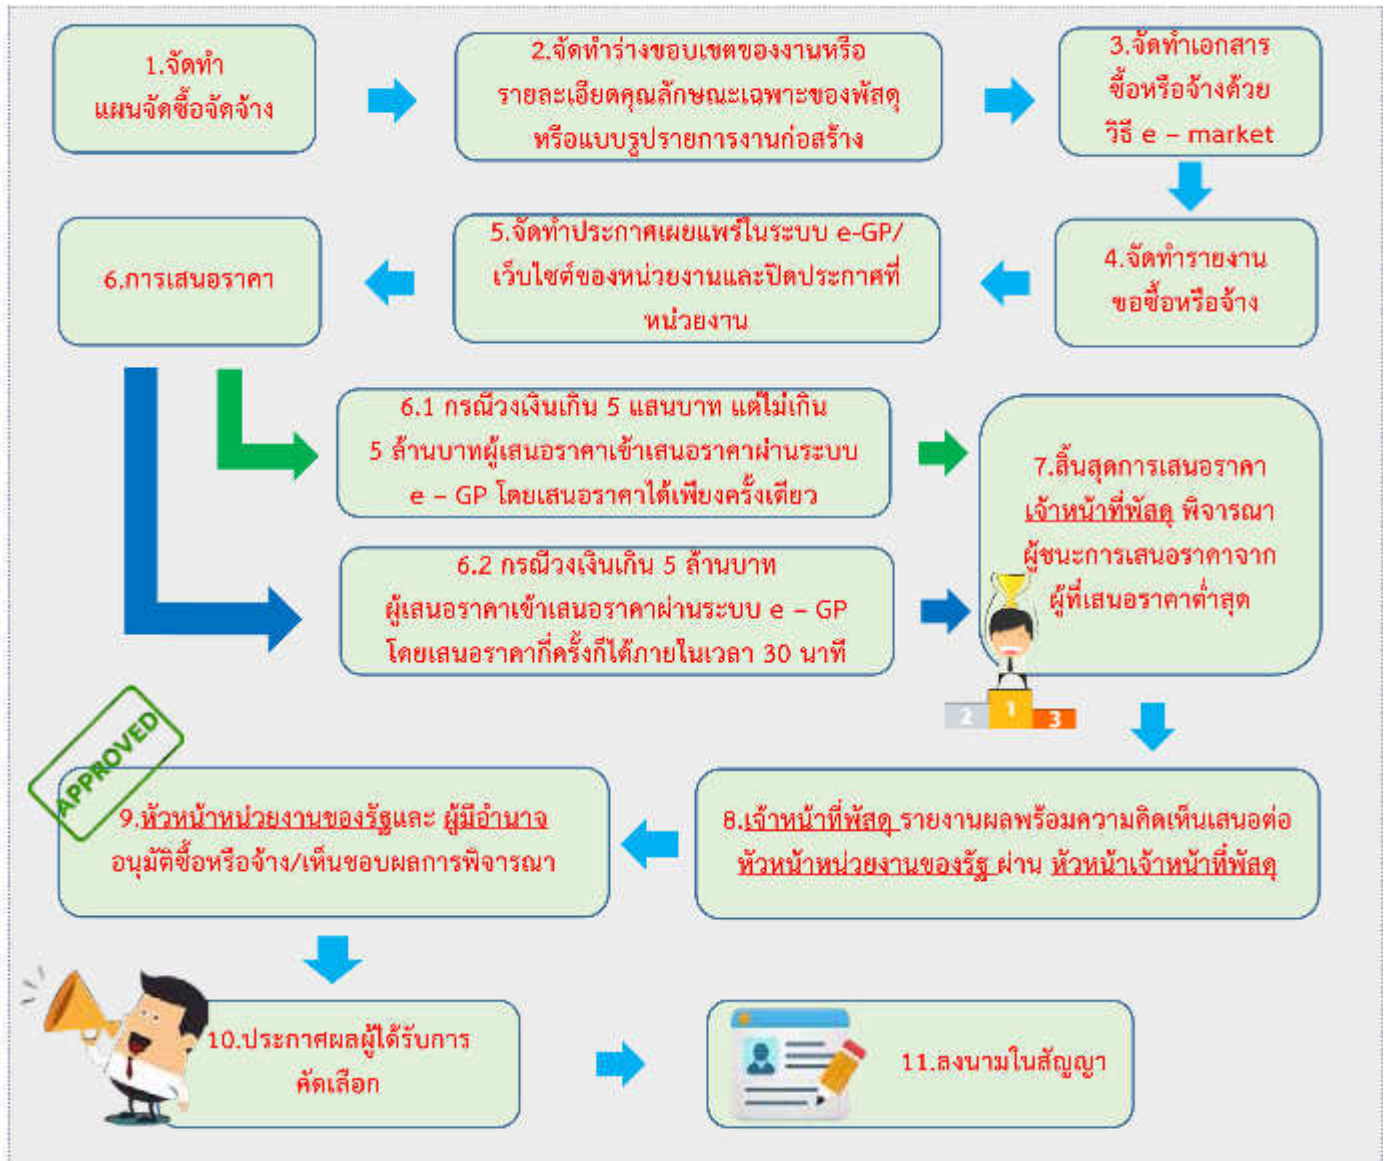 1.จัดทำ
แผนจัดซื้อจัดจ้าง
2.จัดทำร่างขอบเขตของงานหรือ
รายละเอียดคุณลักษณะเฉพาะของพัสดุ
หรือแบบรูปรายการงานก่อสร้าง
3.จัดทำเอกสาร
ซื้อหรือจ้างด้วย
วิธี e – market
4.จัดทำรายงาน
ขอซื้อหรือจ้าง
5.จัดทำประกาศเผยแพร่ในระบบ e-GP/
เว็บไซต์ของหน่วยงานและปิดประกาศที่
หน่วยงาน
6.การเสนอราคา
6.1 กรณีวงเงินเกิน 5 แสนบาท แต่ไม่เกิน
5 ล้านบาทผู้เสนอราคาเข้าเสนอราคาผ่านระบบ
e – GP โดยเสนอราคาได้เพียงครั้งเดียว
6.2 กรณีวงเงินเกิน 5 ล้านบาท
ผู้เสนอราคาเข้าเสนอราคาผ่านระบบ e – GP
โดยเสนอราคากี่ครั้งก็ได้ภายในเวลา 30 นาที
7.สิ้นสุดการเสนอราคา
เจ้าหน้าที่พัสดุ พิจารณา
ผู้ชนะการเสนอราคาจาก
ผู้ที่เสนอราคาต่ำสุด
2 1 3
8.เจ้าหน้าที่พัสดุ รายงานผลพร้อมความคิดเห็นเสนอต่อ
หัวหน้าหน่วยงานของรัฐ ผ่าน หัวหน้าเจ้าหน้าที่พัสดุ
APPROVED
9.หัวหน้าหน่วยงานของรัฐและ ผู้มีอำนาจ
อนุมัติซื้อหรือจ้าง/เห็นชอบผลการพิจารณา
10.ประกาศผลผู้ได้รับการ
คัดเลือก
11.ลงนามในสัญญา